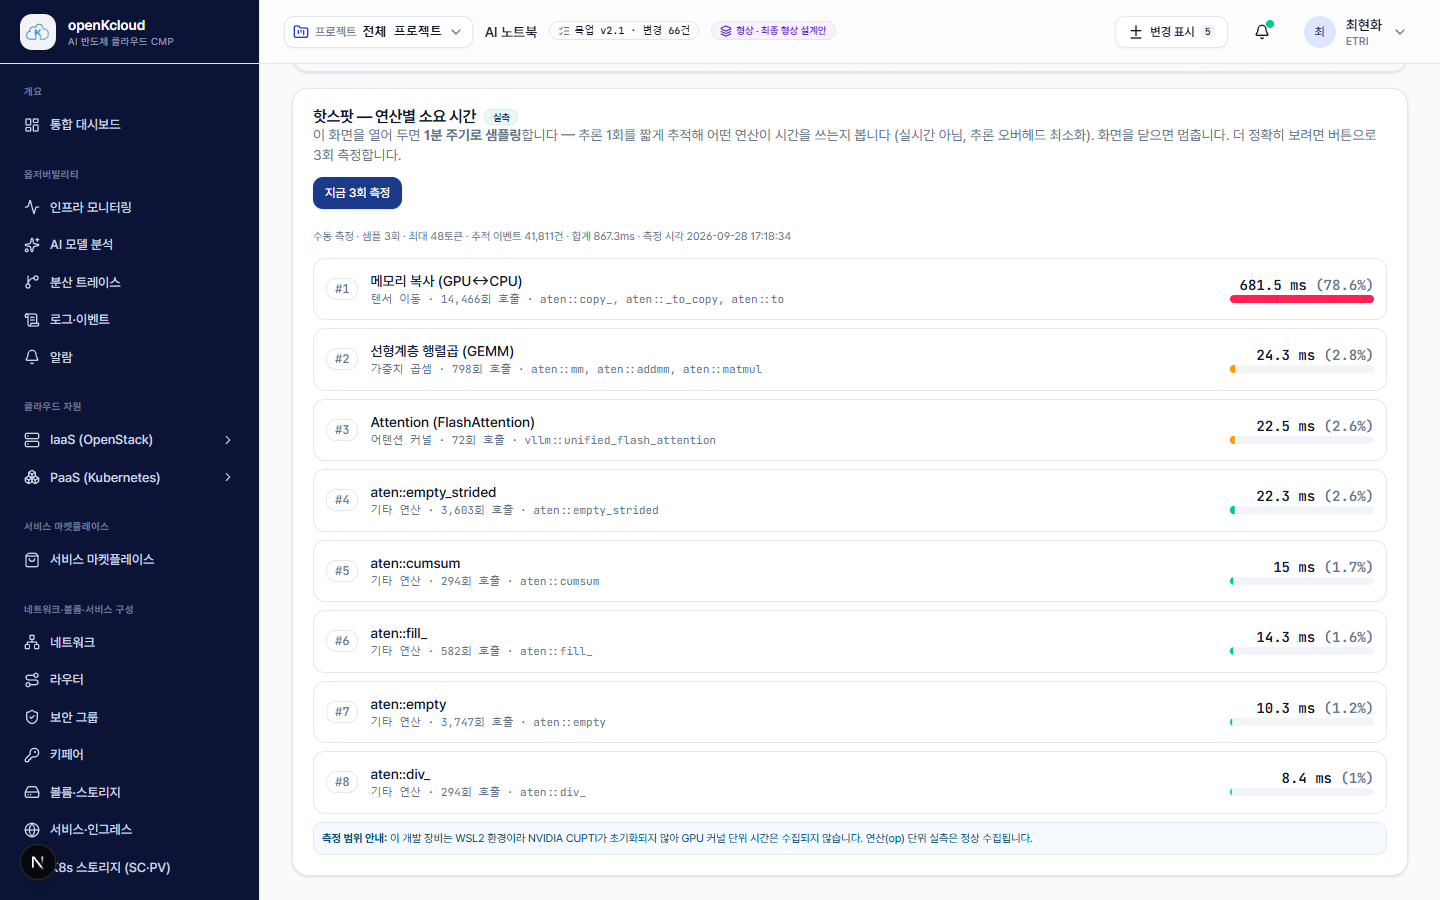 openKcloud
AI 반도체 클라우드 CMP
개요
통합 대시보드
옵저버빌리티
인프라 모니터링
AI 모델 분석
분산 트레이스
로그·이벤트
알람
클라우드 자원
IaaS (OpenStack)
PaaS (Kubernetes)
서비스 마켓플레이스
서비스 마켓플레이스
네트워크·볼륨·서비스 구성
네트워크
라우터
보안 그룹
키페어
볼륨·스토리지
서비스·인그레스
K8s 스토리지 (SC·PV)
N
프로젝트 전체 프로젝트
AI 노트북
목업 v2.1 · 변경 66건
형상 · 최종 형상 설계안
변경 표시 5
최
최현화
ETRI
핫스팟 — 연산별 소요 시간 실측
이 화면을 열어 두면 1분 주기로 샘플링합니다 — 추론 1회를 짧게 추적해 어떤 연산이 시간을 쓰는지 봅니다 (실시간 아님, 추론 오버헤드 최소화). 화면을 닫으면 멈춥니다. 더 정확히 보려면 버튼으로
3회 측정합니다.
지금 3회 측정
수동 측정 · 샘플 3회 · 최대 48토큰 · 추적 이벤트 41,811건 · 합계 867.3ms · 측정 시각 2026-09-28 17:18:34
#1 메모리 복사 (GPU↔CPU) 681.5 ms (78.6%)
텐서 이동 · 14,466회 호출 · aten::copy_, aten::_to_copy, aten::to
#2 선형계층 행렬곱 (GEMM) 24.3 ms (2.8%)
가중치 곱셈 · 798회 호출 · aten::mm, aten::addmm, aten::matmul
#3 Attention (FlashAttention) 22.5 ms (2.6%)
어텐션 커널 · 72회 호출 · vllm::unified_flash_attention
#4 aten::empty_strided 22.3 ms (2.6%)
기타 연산 · 3,603회 호출 · aten::empty_strided
#5 aten::cumsum 15 ms (1.7%)
기타 연산 · 294회 호출 · aten::cumsum
#6 aten::fill_ 14.3 ms (1.6%)
기타 연산 · 582회 호출 · aten::fill_
#7 aten::empty 10.3 ms (1.2%)
기타 연산 · 3,747회 호출 · aten::empty
#8 aten::div_ 8.4 ms (1%)
기타 연산 · 294회 호출 · aten::div_
측정 범위 안내: 이 개발 장비는 WSL2 환경이라 NVIDIA CUPTI가 초기화되지 않아 GPU 커널 단위 시간은 수집되지 않습니다. 연산(op) 단위 실측은 정상 수집됩니다.